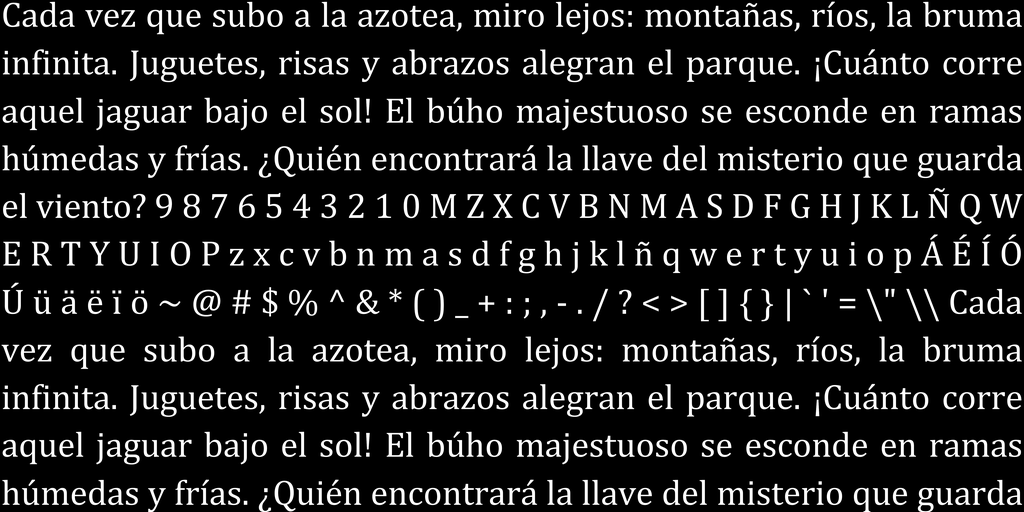 Cada vez que subo a la azotea, miro lejos: montañas, ríos, la bruma
infinita. Juguetes, risas y abrazos alegran el parque. ¡Cuánto corre
aquel jaguar bajo el sol! El búho majestuoso se esconde en ramas
húmedas y frías. ¿Quién encontrará la llave del misterio que guarda
el viento? 9 8 7 6 5 4 3 2 1 0 M Z X C V B N M A S D F G H J K L Ñ Q W
E R T Y U I O P z x c v b n m a s d f g h j k l ñ q w e r t y u i o p Á É Í Ó
Ú ü ä ë ï ö ~ @ # $ % ^ & * ( ) _ + : ; , - . / ? < > [ ] { } | ` ' = \" \\ Cada
vez que subo a la azotea, miro lejos: montañas, ríos, la bruma
infinita. Juguetes, risas y abrazos alegran el parque. ¡Cuánto corre
aquel jaguar bajo el sol! El búho majestuoso se esconde en ramas
húmedas y frías. ¿Quién encontrará la llave del misterio que guarda